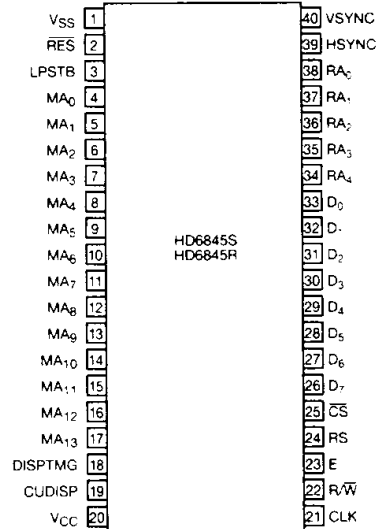 VSS 1 40 VSYNC
RES 2 39 HSYNC
LPSTB 3 38 RA0
MA0 4 37 RA1
MA1 5 36 RA2
MA2 6 35 RA3
MA3 7 34 RA4
MA4 8 33 D0
MA5 9 32 D1
HD6845S
MA6 10 31 D2
HD6845R
MA7 11 30 D3
MA8 12 29 D4
MA9 13 28 D5
MA10 14 27 D6
MA11 15 26 D7
MA12 16 25 CS
MA13 17 24 RS
DISPTMG 18 23 E
CUDISP 19 22 R/W
VCC 20 21 CLK